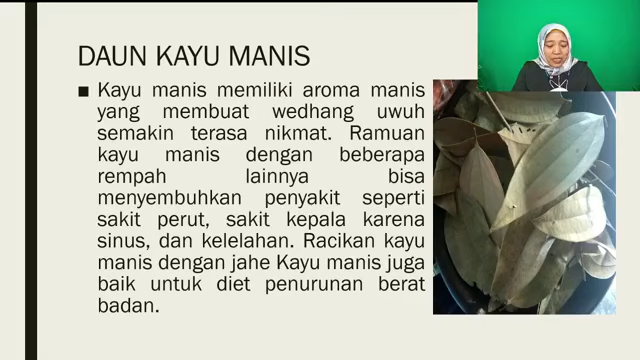 DAUN KAYU MANIS
Kayu manis memiliki aroma manis
yang membuat wedhang uwuh
semakin terasa nikmat. Ramuan
kayu manis dengan beberapa
rempah lainnya bisa
menyembuhkan penyakit seperti
sakit perut, sakit kepala karena
sinus, dan kelelahan. Racikan kayu
manis dengan jahe Kayu manis juga
baik untuk diet penurunan berat
badan.